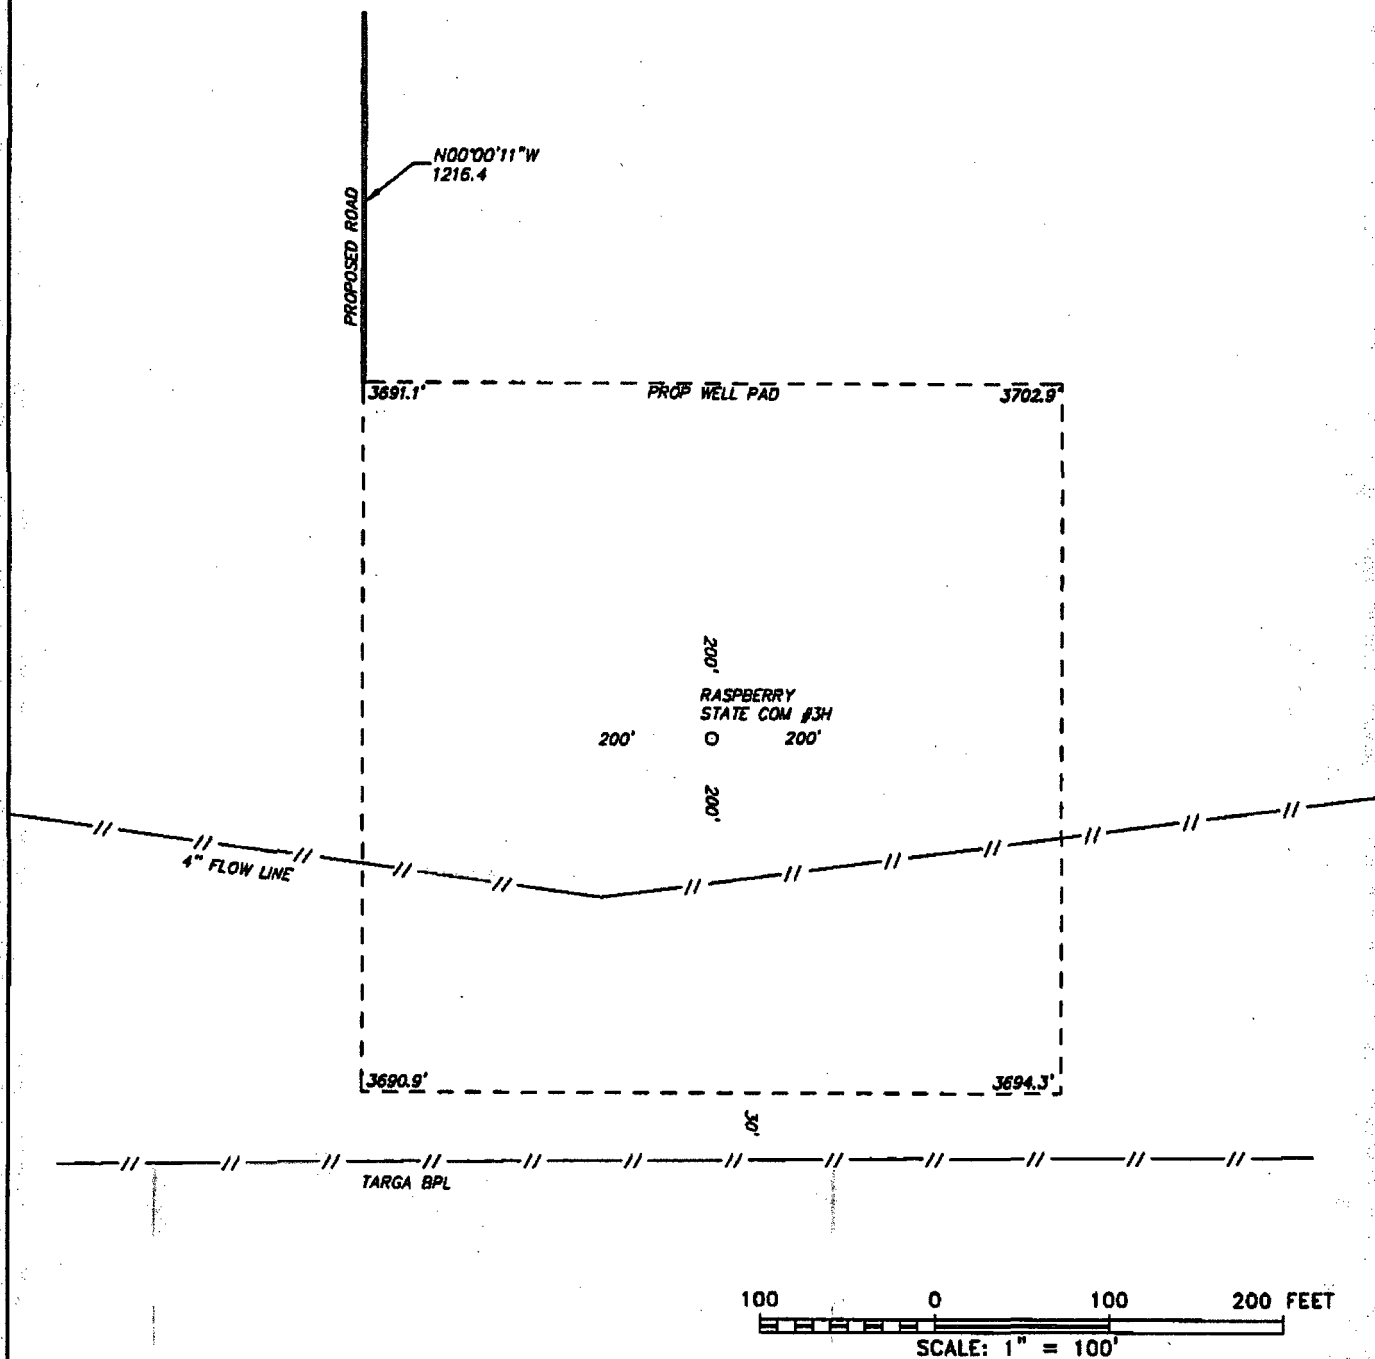 N00°00'11"W
1216.4
PROPOSED ROAD
3691.1'
PROP WELL PAD
3702.9'
200'
RASPBERRY
STATE COM #3H
200'
200'
200'
4" FLOW LINE
3690.9'
3694.3'
30'
TARGA BPL
100 0 100 200 FEET
SCALE: 1" = 100'